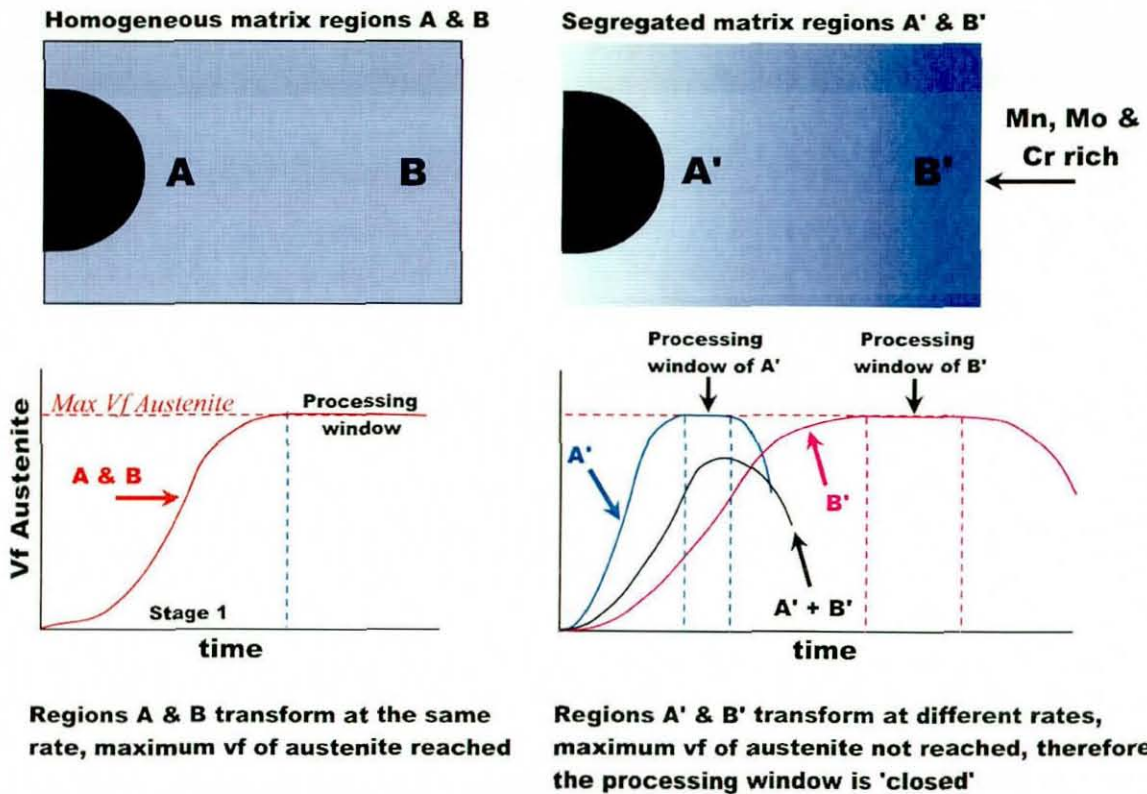 Homogeneous matrix regions A & B
A
B
Segregated matrix regions A' & B'
A'
B'
Mn, Mo &
Cr rich
Vf Austenite
Max Vf Austenite
Processing
window
A & B
Stage 1
time
Processing
window of A'
Processing
window of B'
A'
B'
A' + B'
time
Regions A & B transform at the same
rate, maximum vf of austenite reached
Regions A' & B' transform at different rates,
maximum vf of austenite not reached, therefore
the processing window is 'closed'